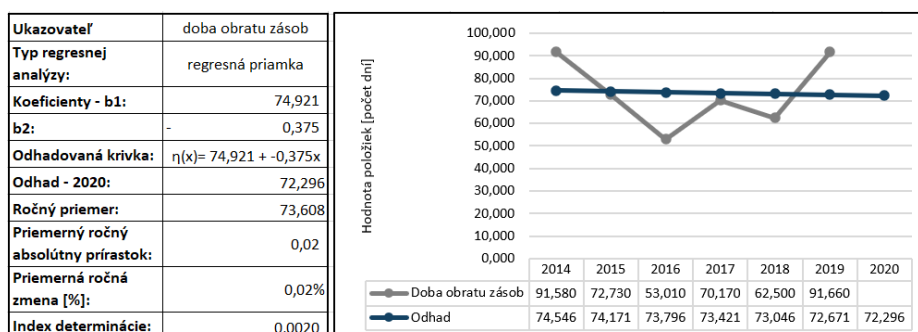 Ukazovateľ doba obratu zásob
Typ regresnej
analýzy: regresná priamka
Koeficienty - b1: 74,921
b2: - 0,375
Odhadovaná krivka: η(x)= 74,921 + -0,375x
Odhad - 2020: 72,296
Ročný priemer: 73,608
Priemerný ročný
absolútny prírastok: 0,02
Priemerná ročná
zmena [%]: 0,02%
Index determinácie: 0,0020
Hodnota položiek [počet dní]
100,000
90,000
80,000
70,000
60,000
50,000
40,000
30,000
20,000
10,000
0,000
2014 2015 2016 2017 2018 2019 2020
Doba obratu zásob 91,580 72,730 53,010 70,170 62,500 91,660
Odhad 74,546 74,171 73,796 73,421 73,046 72,671 72,296